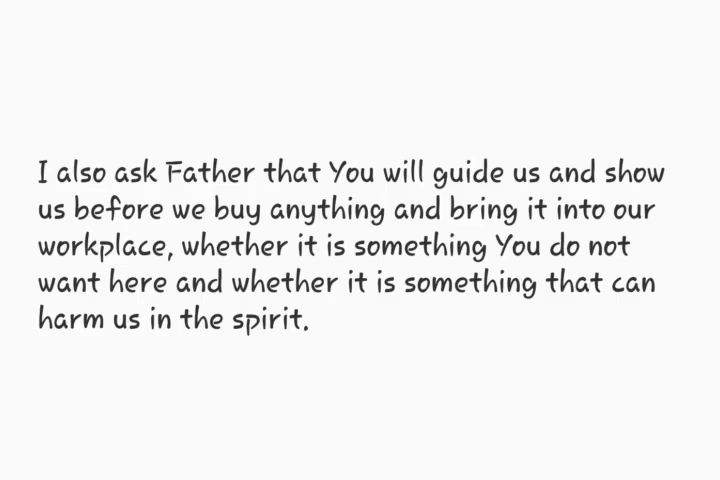 I also ask Father that You will guide us and show
us before we buy anything and bring it into our
workplace, whether it is something You do not
want here and whether it is something that can
harm us in the spirit.